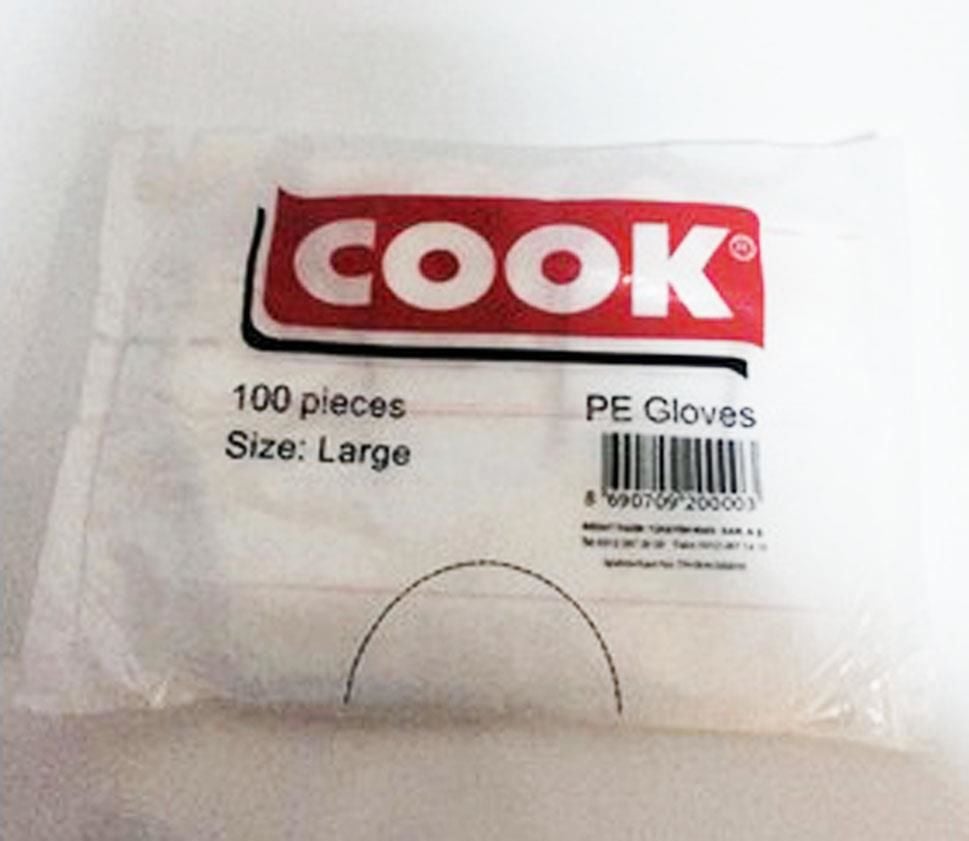 COOK®
100 pieces
Size: Large
PE Gloves
8 690709 200003